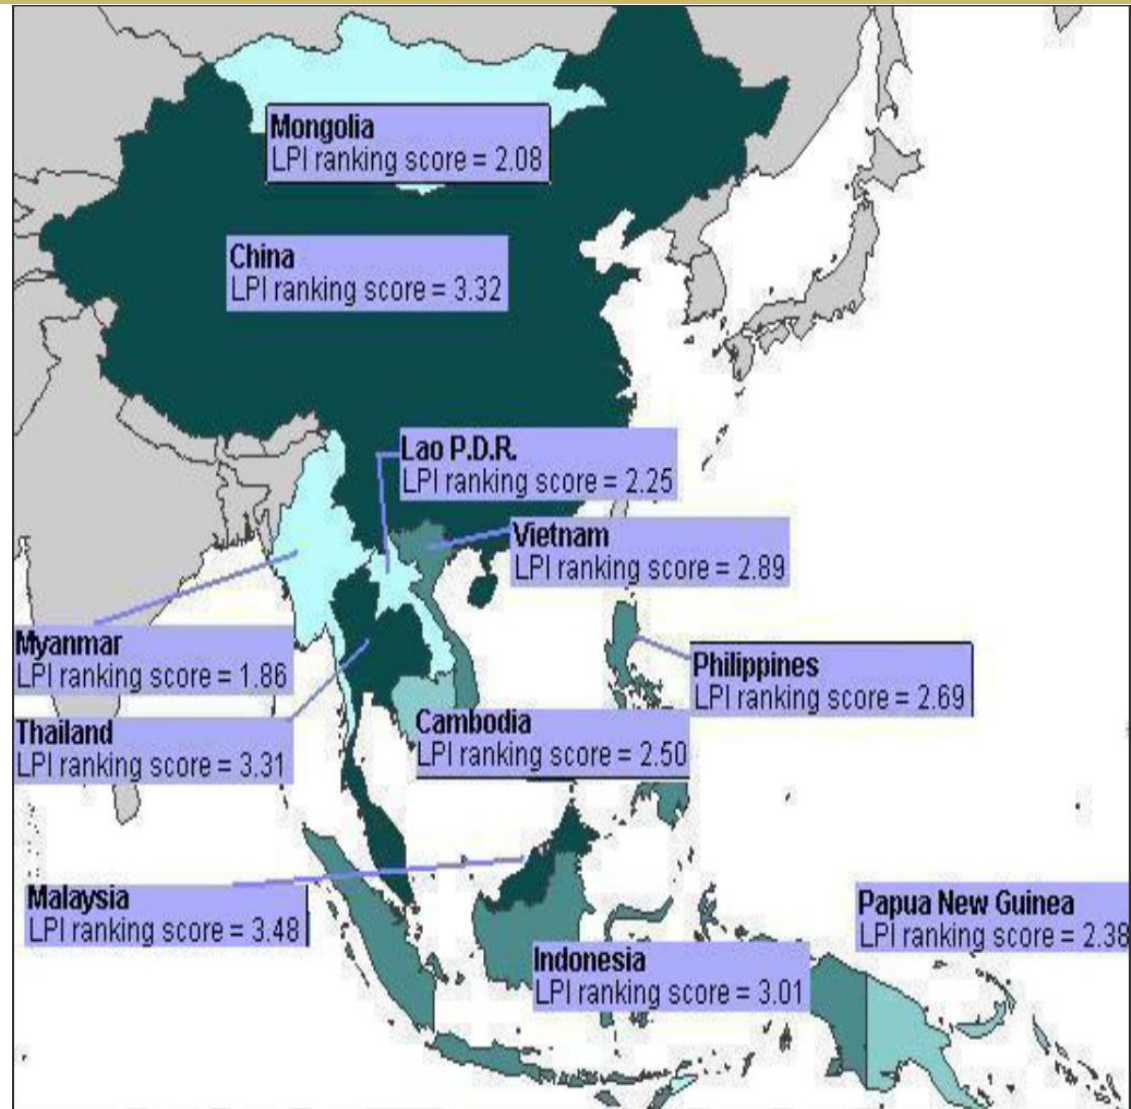 Mongolia
LPI ranking score = 2.08
China
LPI ranking score = 3.32
Lao P.D.R.
LPI ranking score = 2.25
Vietnam
LPI ranking score = 2.89
Myanmar
LPI ranking score = 1.86
Philippines
LPI ranking score = 2.69
Thailand
LPI ranking score = 3.31
Cambodia
LPI ranking score = 2.50
Malaysia
LPI ranking score = 3.48
Papua New Guinea
LPI ranking score = 2.38
Indonesia
LPI ranking score = 3.01